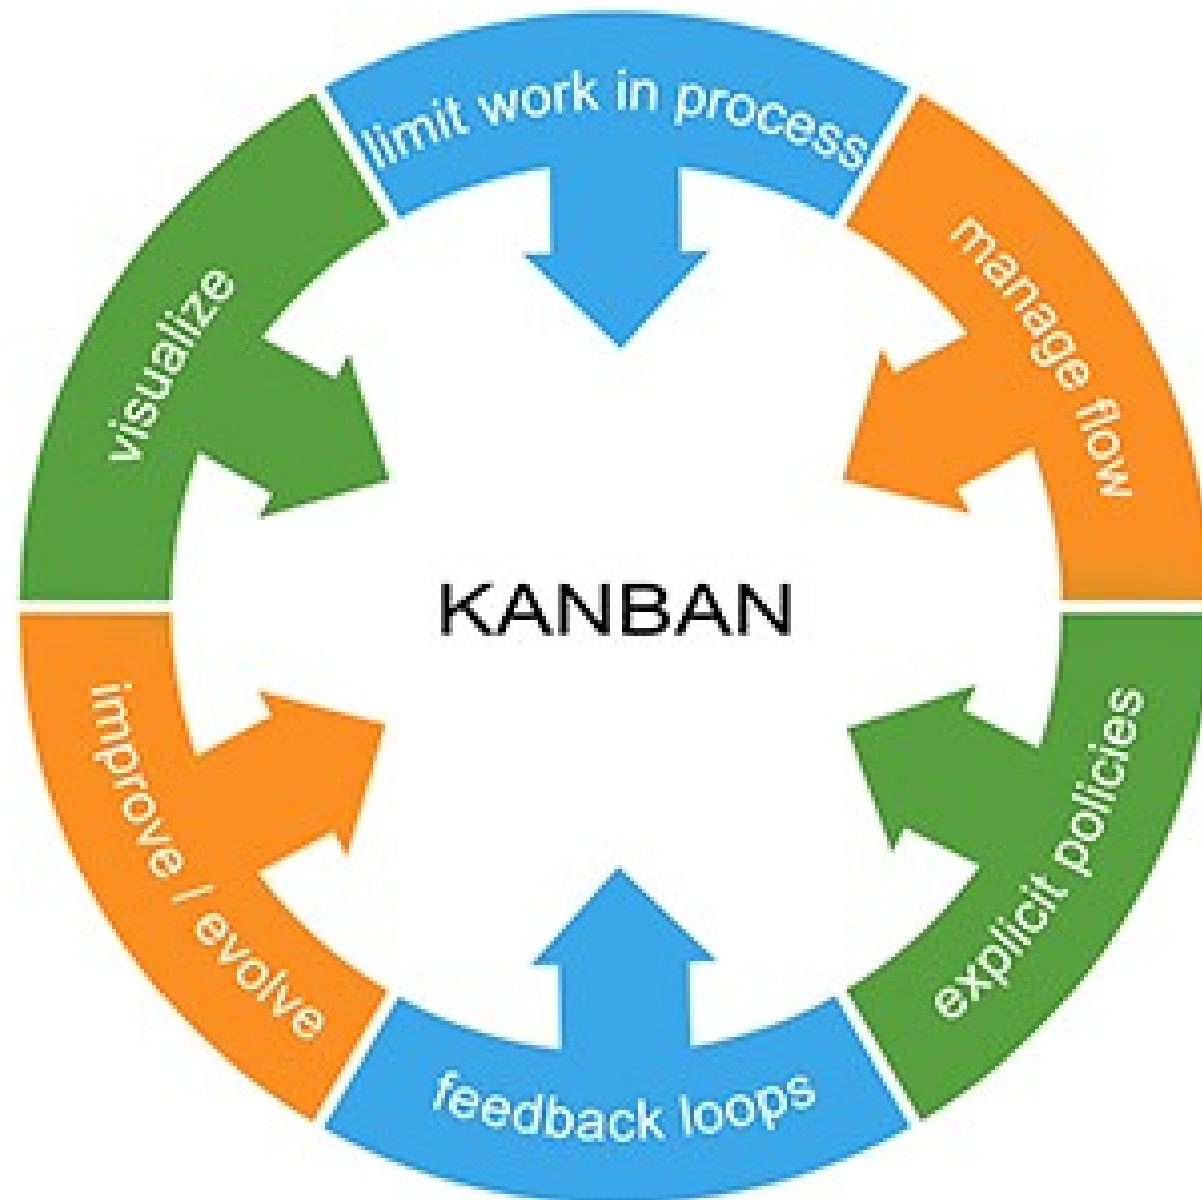 limit work in process
manage flow
explicit policies
feedback loops
improve / evolve
visualize
KANBAN